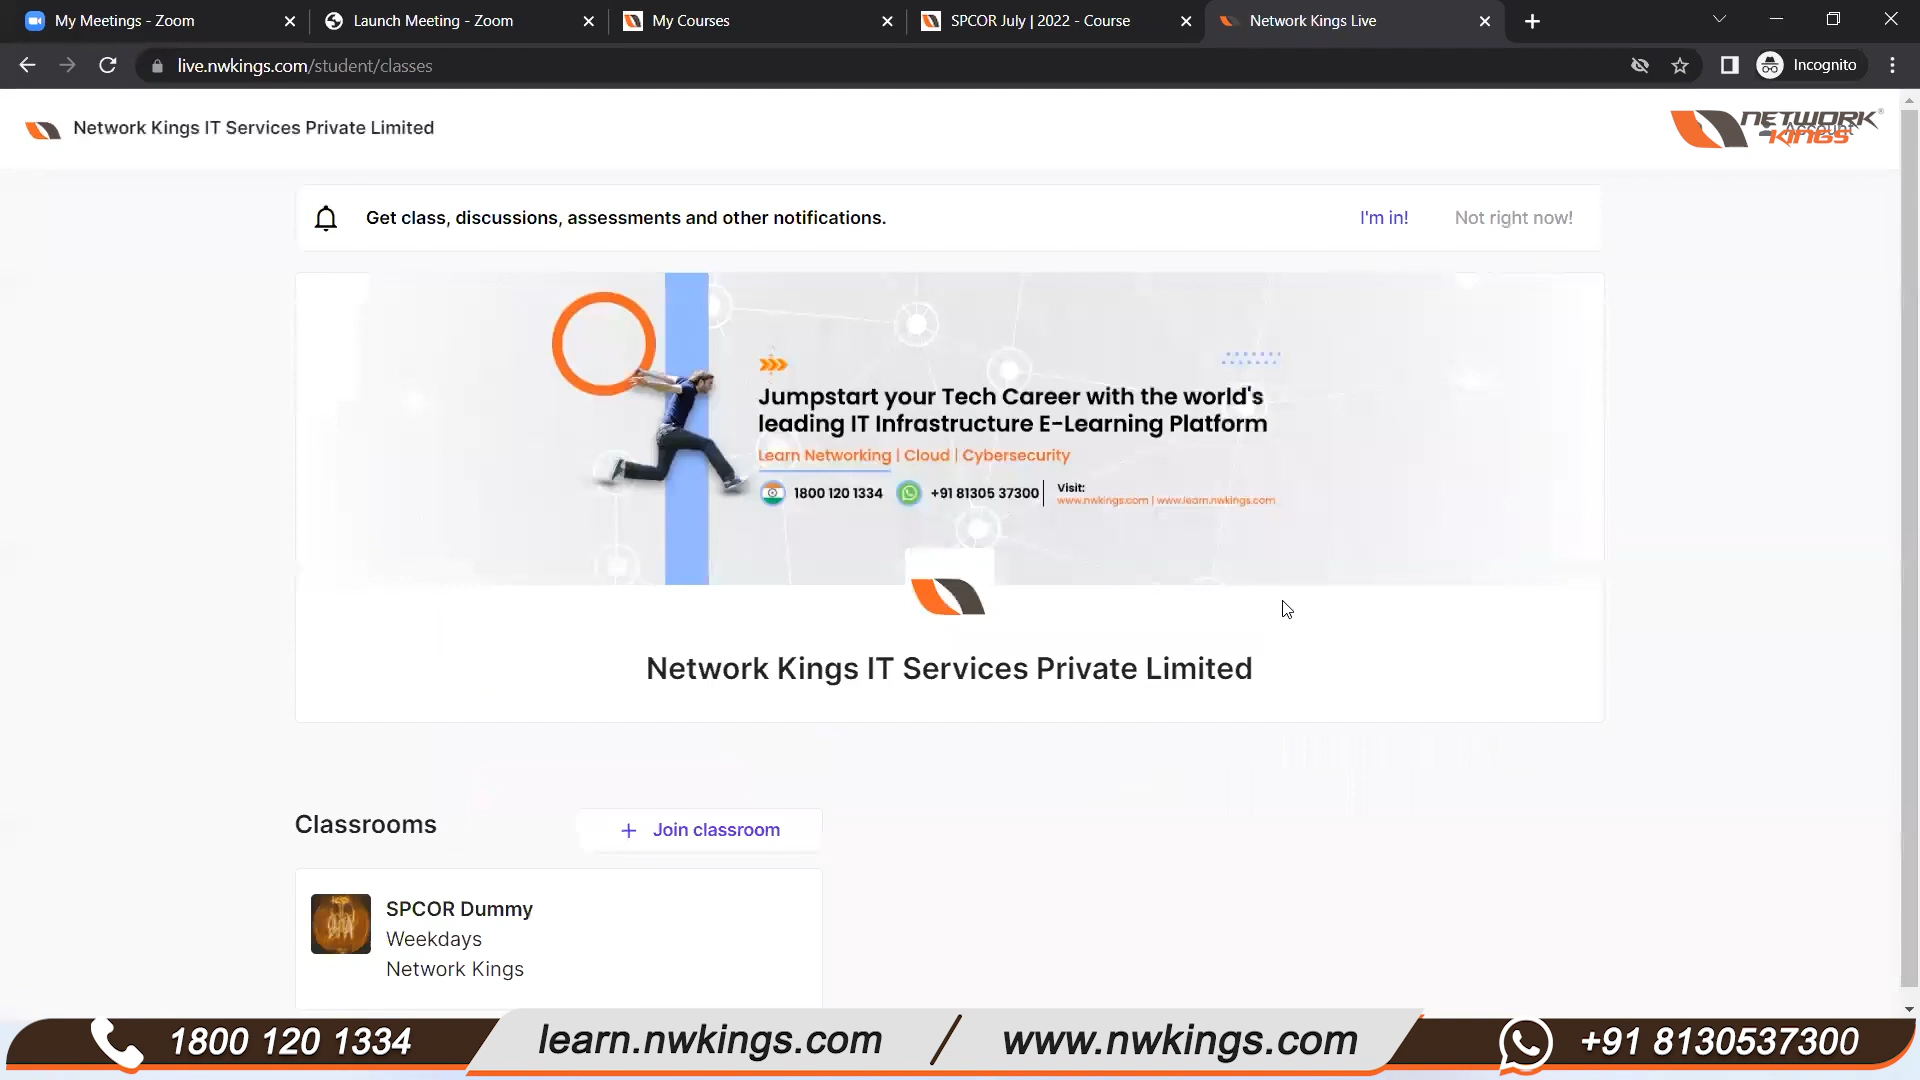 My Meetings - Zoom
Launch Meeting - Zoom
My Courses
SPCOR July | 2022 - Course
Network Kings Live
live.nwkings.com/student/classes
Incognito
Network Kings IT Services Private Limited
Account
NETWORK
KINGS
Get class, discussions, assessments and other notifications.
I'm in!
Not right now!
Jumpstart your Tech Career with the world's
leading IT Infrastructure E-Learning Platform
Learn Networking | Cloud | Cybersecurity
1800 120 1334
+91 81305 37300
Visit:
www.nwkings.com | www.learn.nwkings.com
Network Kings IT Services Private Limited
Classrooms
+ Join classroom
SPCOR Dummy
Weekdays
Network Kings
1800 120 1334
learn.nwkings.com / www.nwkings.com
+91 8130537300